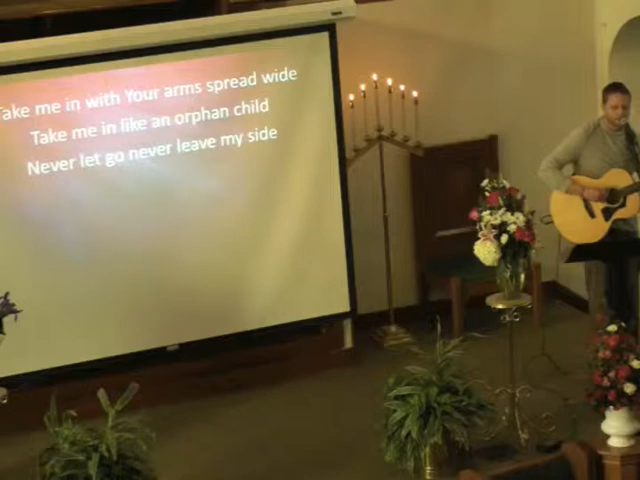 Take me in with Your arms spread wide
Take me in like an orphan child
Never let go never leave my side